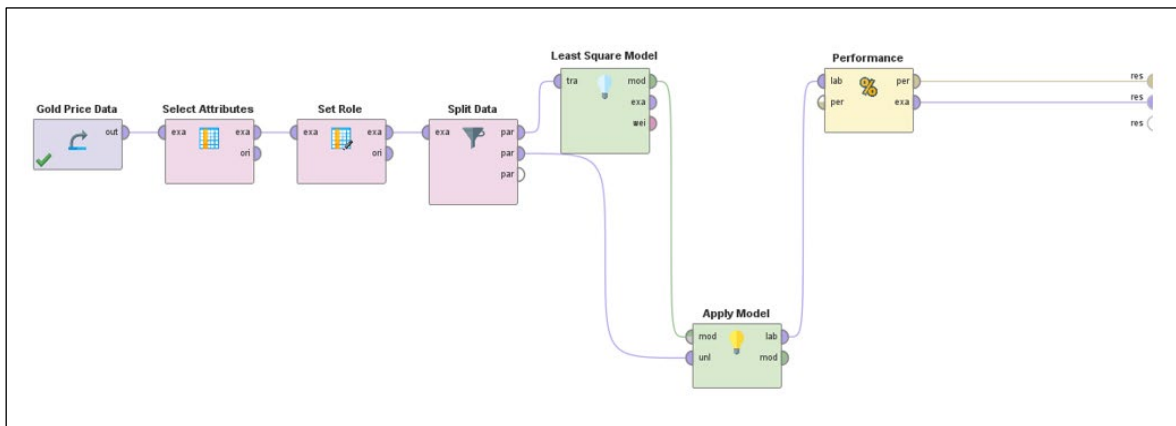 Least Square Model
Performance
tra
mod
exa
wei
lab
per
per
exa
res
res
res
Gold Price Data
Select Attributes
Set Role
Split Data
out
exa
exa
ori
exa
exa
ori
exa
par
par
par
Apply Model
mod
lab
unl
mod